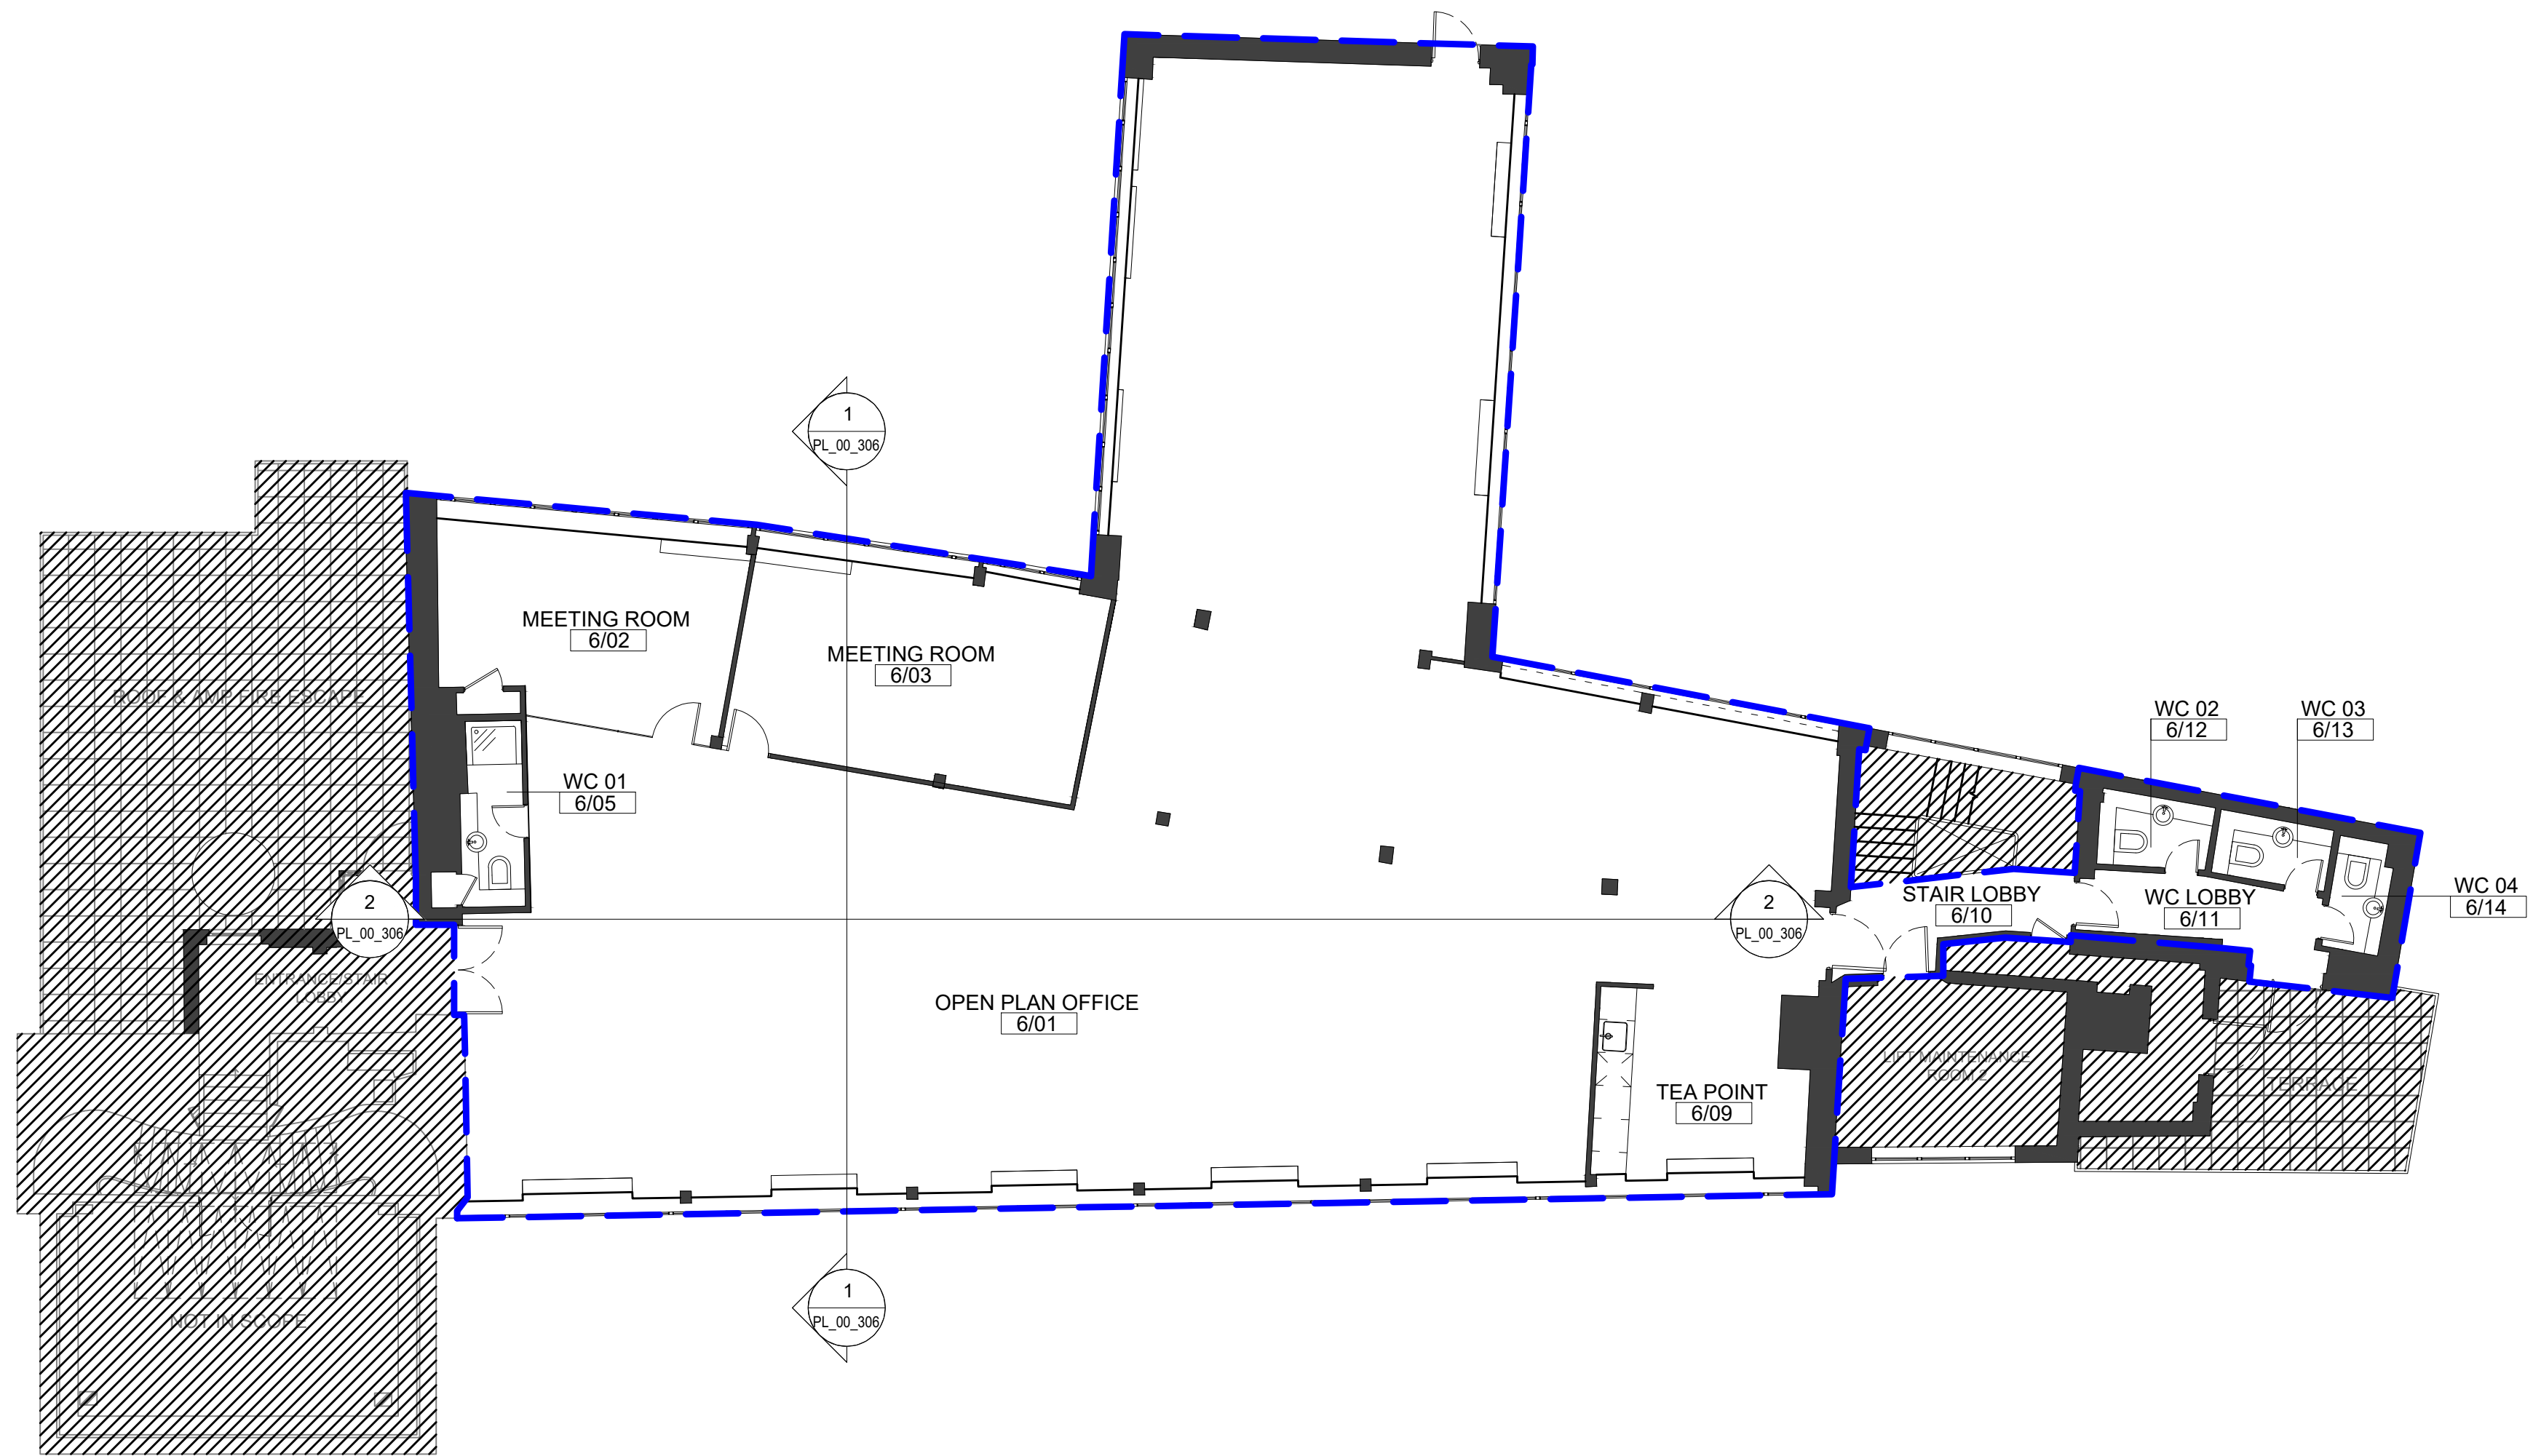 1
PL_00_306
MEETING ROOM
6/02
MEETING ROOM
6/03
ROOF & AMP FIRE ESCAPE
WC 01
6/05
WC 02
6/12
WC 03
6/13
STAIR LOBBY
6/10
WC LOBBY
6/11
WC 04
6/14
2
PL_00_306
2
PL_00_306
ENTRANCE/STAIR
LOBBY
OPEN PLAN OFFICE
6/01
TEA POINT
6/09
LIFT MAINTENANCE
ROOM 2
TERRACE
1
PL_00_306
NOT IN SCOPE